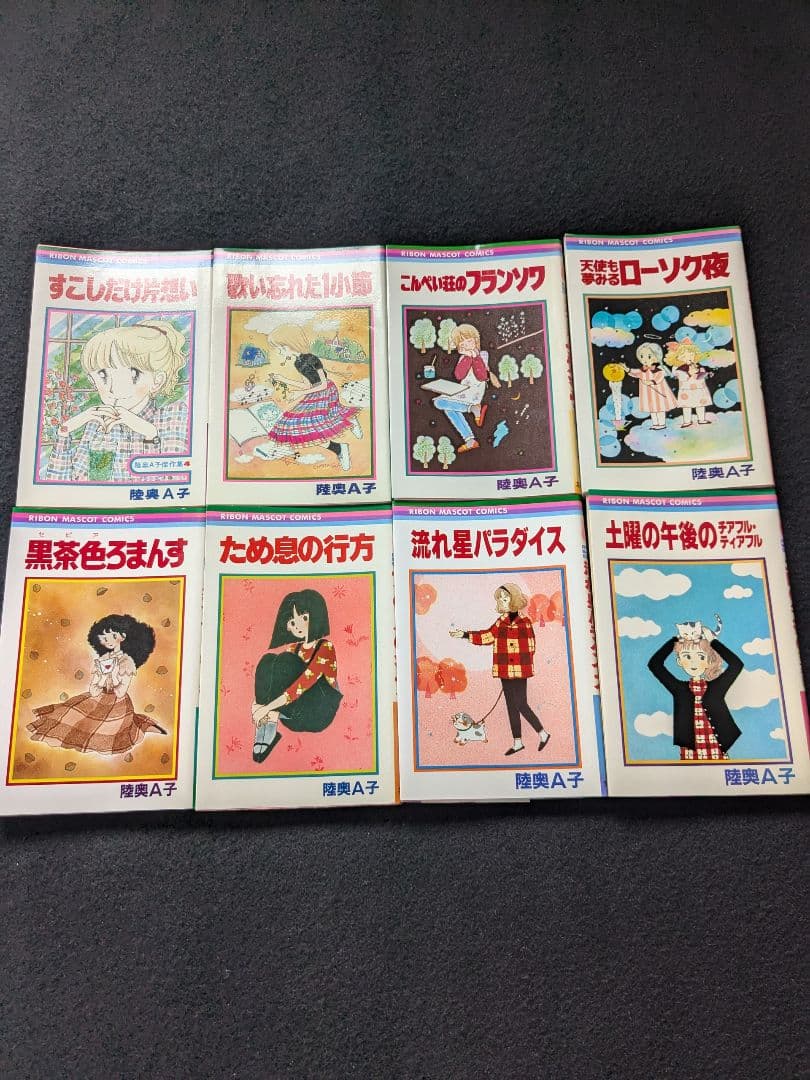 RIBON MASCOT COMICS
すこしだけ片想い
陸奥A子傑作集4
陸奥A子
RIBON MASCOT COMICS
歌い忘れた1小節
陸奥A子
RIBON MASCOT COMICS
こんぺい荘のフランソワ
陸奥A子
RIBON MASCOT COMICS
天使も
夢みるローソク夜
陸奥A子
RIBON MASCOT COMICS
セピア
黒茶色ろまんす
陸奥A子
RIBON MASCOT COMICS
ため息の行方
陸奥A子
RIBON MASCOT COMICS
流れ星パラダイス
陸奥A子
RIBON MASCOT COMICS
土曜の午後のチアフル・
ティアフル
陸奥A子